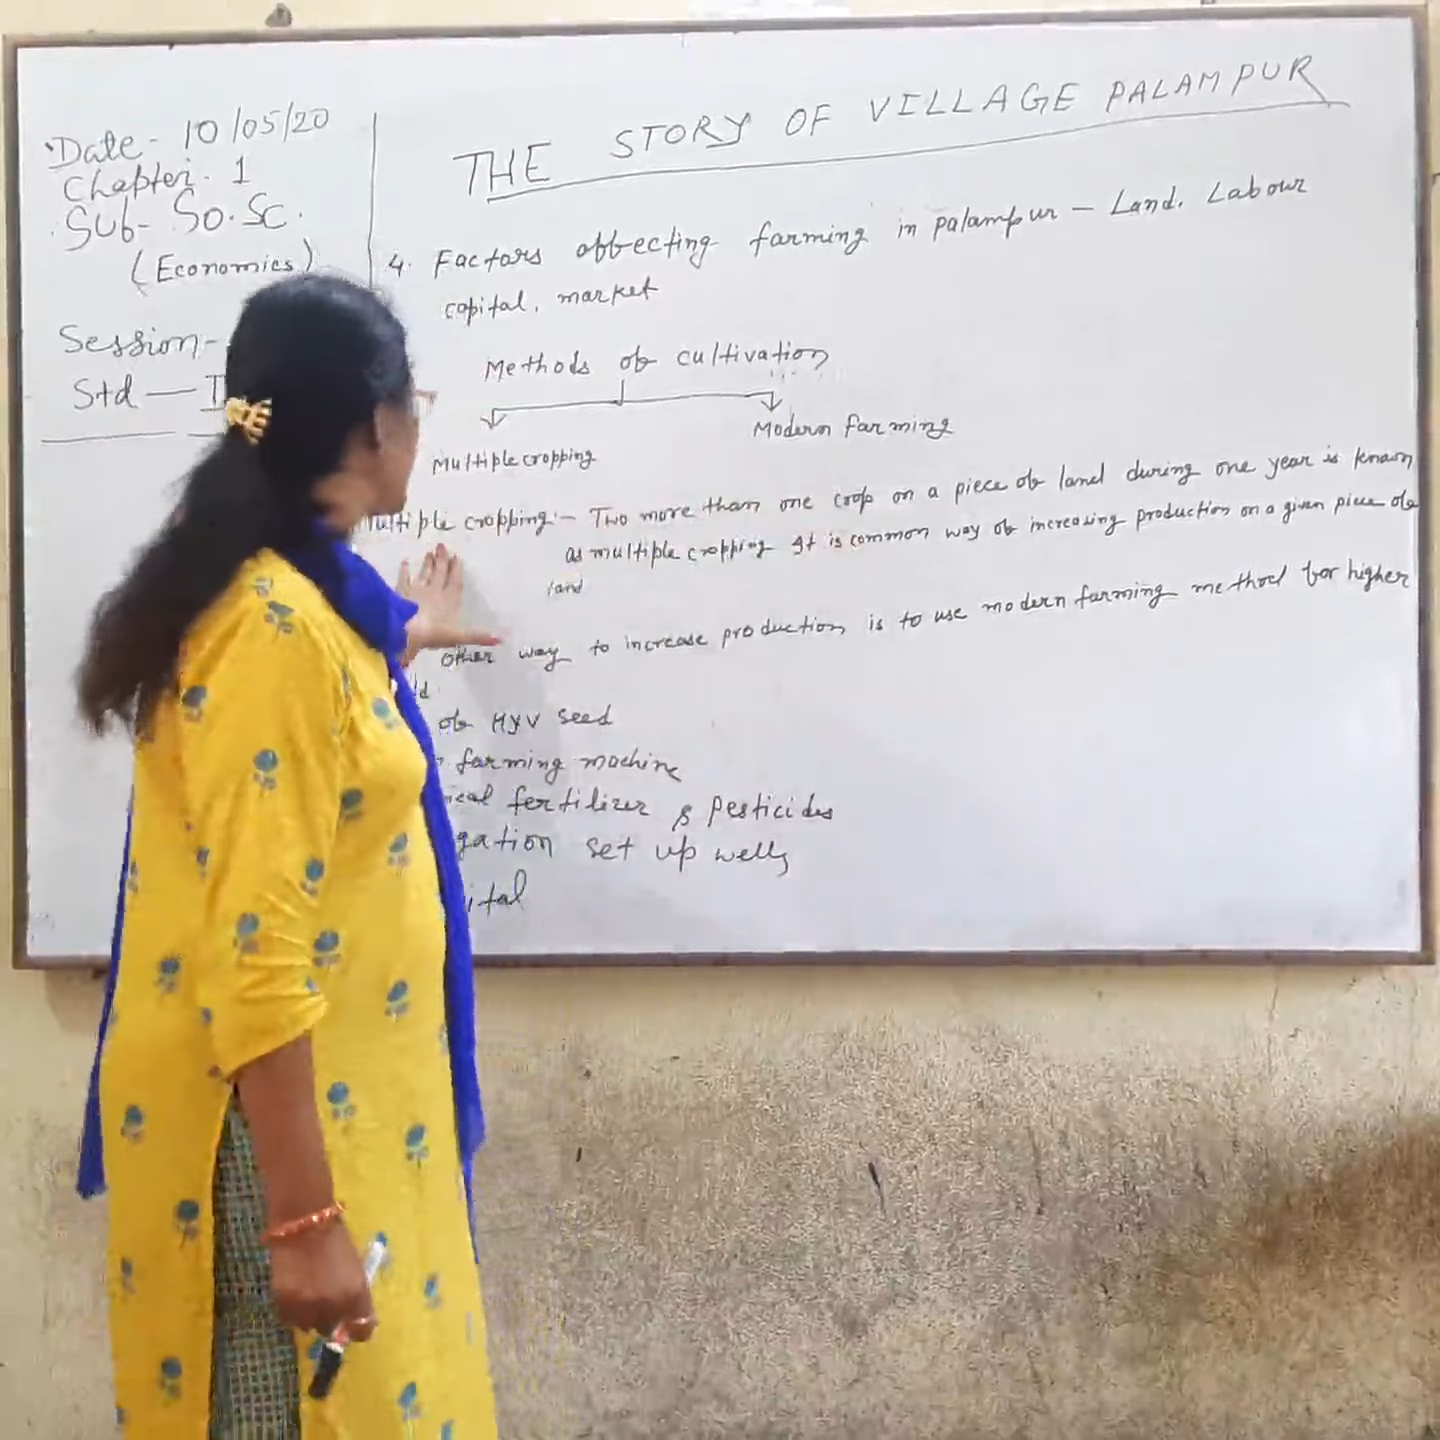 Date - 10/05/20
Chapter. 1
Sub- So.Sc.
(Economics)
Session-
Std —
THE STORY OF VILLAGE PALAMPUR
4. Factors affecting farming in palampur – Land. Labour
capital. market
Methods of cultivation
Multiple cropping
Modern farming
Multiple cropping:- Two more than one crop on a piece of land during one year is known
as multiple cropping It is common way of increasing production on a given piece of
land
other way to increase production is to use modern farming method for higher
of HYV seed
farming machine
fertilizer & pesticides
set up wells